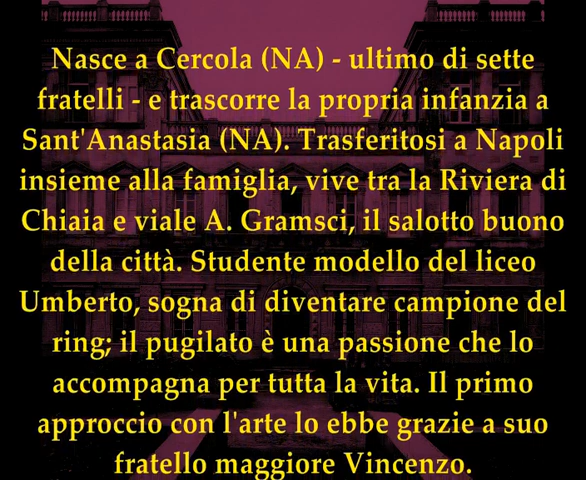 Nasce a Cercola (NA) - ultimo di sette
fratelli - e trascorre la propria infanzia a
Sant'Anastasia (NA). Trasferitosi a Napoli
insieme alla famiglia, vive tra la Riviera di
Chiaia e viale A. Gramsci, il salotto buono
della città. Studente modello del liceo
Umberto, sogna di diventare campione del
ring; il pugilato è una passione che lo
accompagna per tutta la vita. Il primo
approccio con l'arte lo ebbe grazie a suo
fratello maggiore Vincenzo.